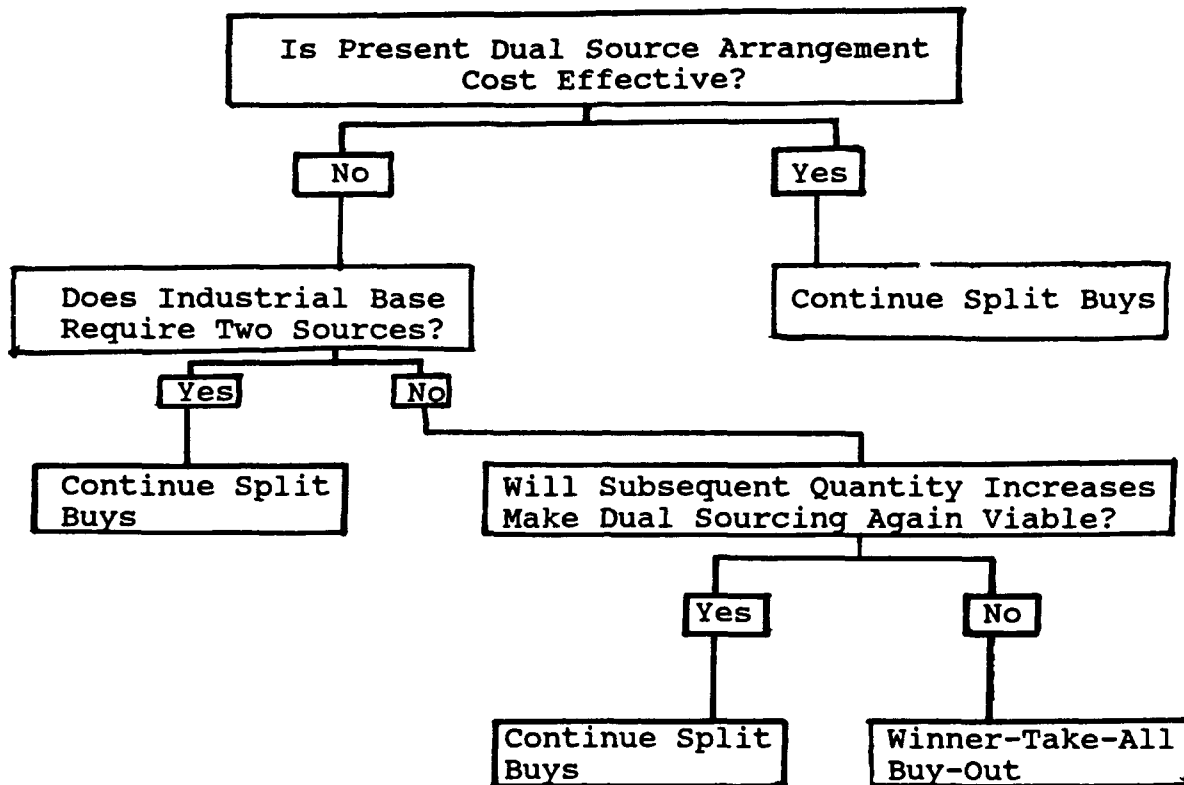 Is Present Dual Source Arrangement
Cost Effective?
No
Yes
Does Industrial Base
Require Two Sources?
Continue Split Buys
Yes
No
Continue Split
Buys
Will Subsequent Quantity Increases
Make Dual Sourcing Again Viable?
Yes
No
Continue Split
Buys
Winner-Take-All
Buy-Out